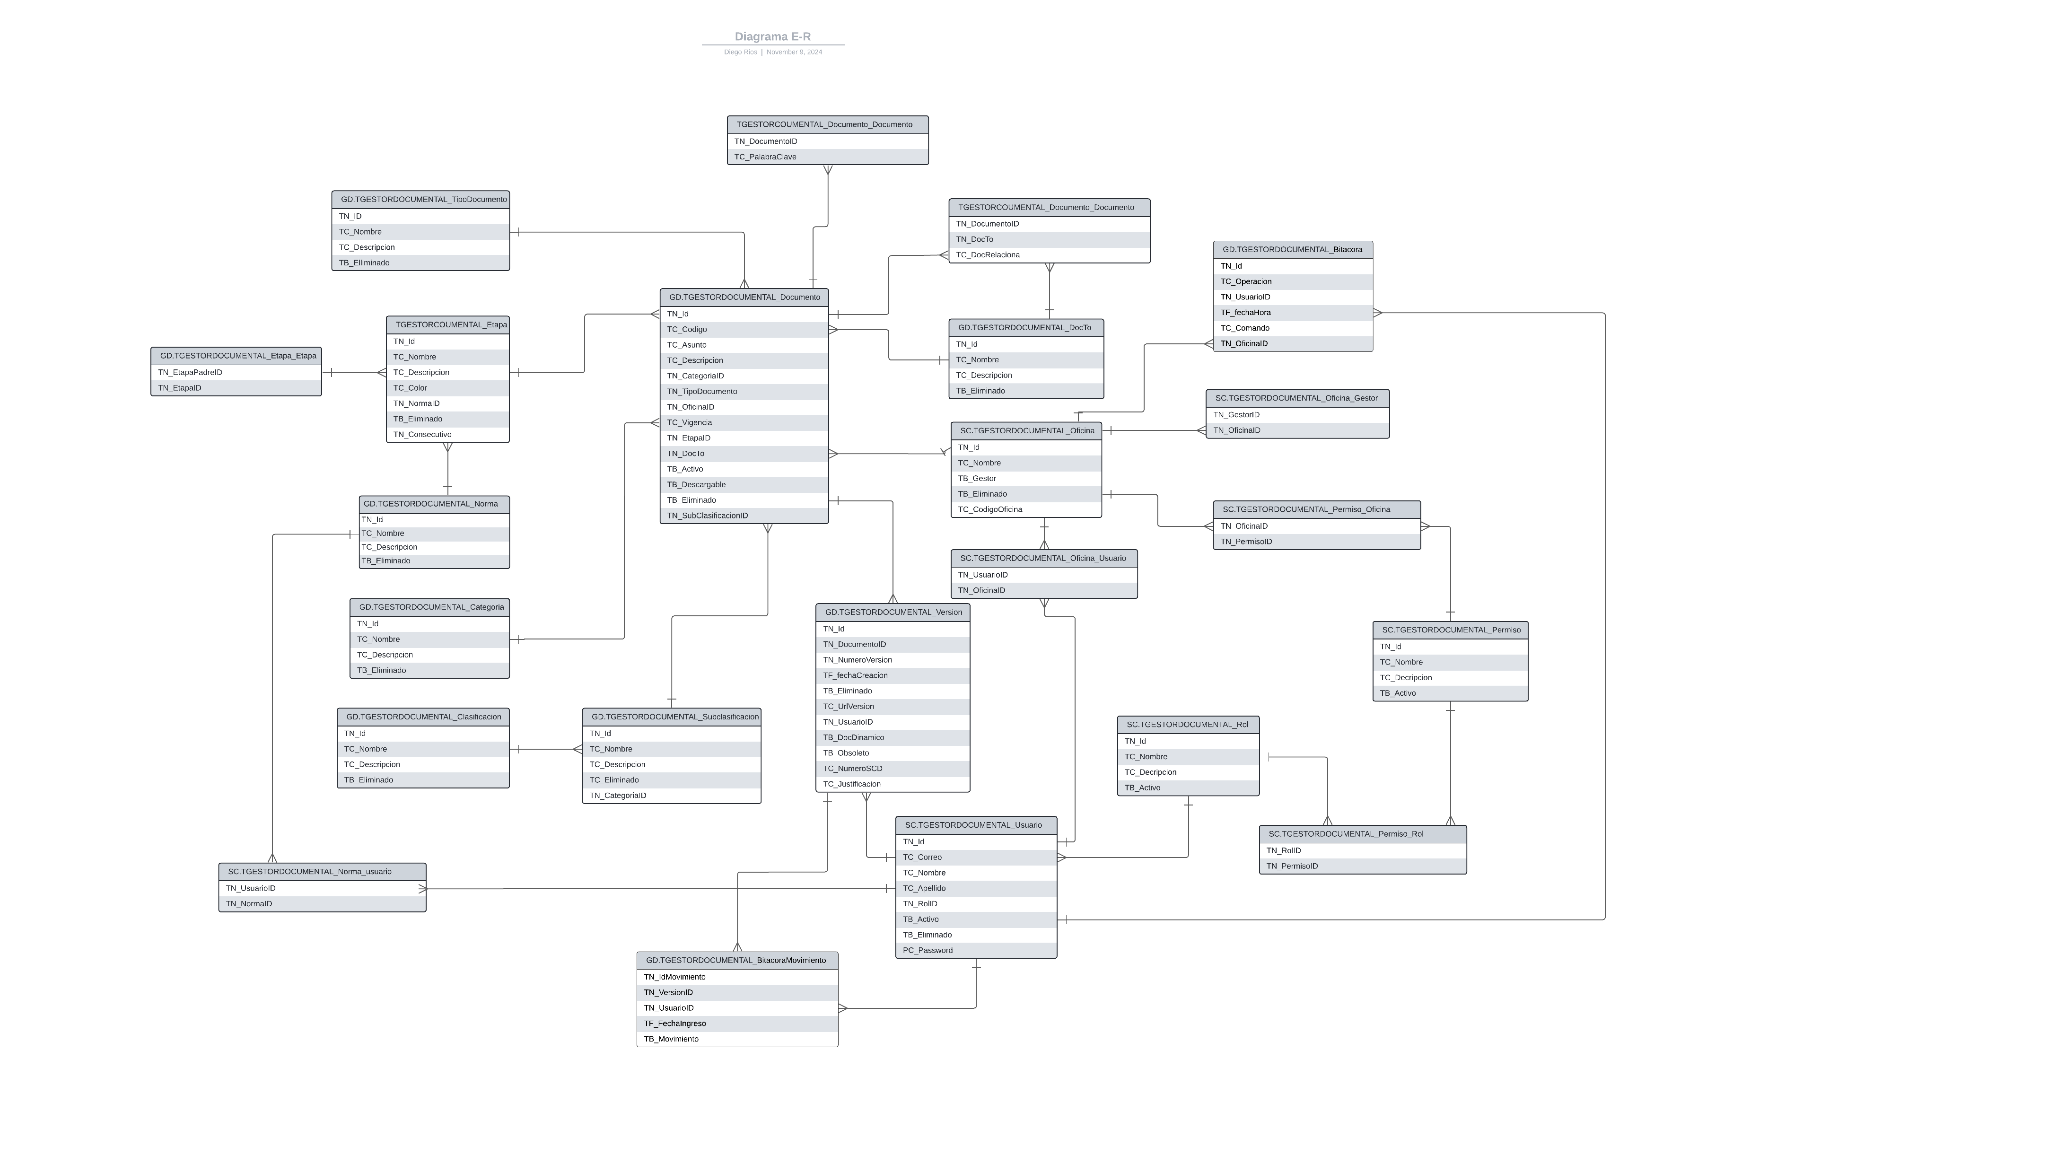 Diagrama E-R
Diego Rios | November 9, 2024
TGESTORCOUMENTAL_Documento_Documento
TN_DocumentoID
TC_PalabraClave
GD.TGESTORDOCUMENTAL_TipoDocumento
TN_ID
TC_Nombre
TC_Descripcion
TB_Eliminado
TGESTORCOUMENTAL_Documento_Documento
TN_DocumentoID
TN_DocTo
TC_DocRelaciona
GD.TGESTORDOCUMENTAL_Bitacora
TN_Id
TC_Operacion
TN_UsuarioID
TF_fechaHora
TC_Comando
TN_OficinaID
GD.TGESTORDOCUMENTAL_Documento
TN_Id
TC_Codigo
TC_Asunto
TC_Descripcion
TN_CategoriaID
TN_TipoDocumento
TN_OficinaID
TC_Vigencia
TN_EtapaID
TN_DocTo
TB_Activo
TB_Descargable
TB_Eliminado
TN_SubClasificacionID
TGESTORCOUMENTAL_Etapa
TN_Id
TC_Nombre
TC_Descripcion
TC_Color
TN_NormaID
TB_Eliminado
TN_Consecutivo
GD.TGESTORDOCUMENTAL_Etapa_Etapa
TN_EtapaPadreID
TN_EtapaID
GD.TGESTORDOCUMENTAL_DocTo
TN_Id
TC_Nombre
TC_Descripcion
TB_Eliminado
SC.TGESTORDOCUMENTAL_Oficina_Gestor
TN_GestorID
TN_OficinaID
SC.TGESTORDOCUMENTAL_Oficina
TN_Id
TC_Nombre
TB_Gestor
TB_Eliminado
TC_CodigoOficina
GD.TGESTORDOCUMENTAL_Norma
TN_Id
TC_Nombre
TC_Descripcion
TB_Eliminado
SC.TGESTORDOCUMENTAL_Permiso_Oficina
TN_OficinaID
TN_PermisoID
SC.TGESTORDOCUMENTAL_Oficina_Usuario
TN_UsuarioID
TN_OficinaID
GD.TGESTORDOCUMENTAL_Categoria
TN_Id
TC_Nombre
TC_Descripcion
TB_Eliminado
GD.TGESTORDOCUMENTAL_Version
TN_Id
TN_DocumentoID
TN_NumeroVersion
TF_fechaCreacion
TB_Eliminado
TC_UrlVersion
TN_UsuarioID
TB_DocDinamico
TB_Obsoleto
TC_NumeroSCD
TC_Justificacion
SC.TGESTORDOCUMENTAL_Permiso
TN_Id
TC_Nombre
TC_Decripcion
TB_Activo
GD.TGESTORDOCUMENTAL_Clasificacion
TN_Id
TC_Nombre
TC_Descripcion
TB_Eliminado
GD.TGESTORDOCUMENTAL_Subclasificacion
TN_Id
TC_Nombre
TC_Descripcion
TC_Eliminado
TN_CategoriaID
SC.TGESTORDOCUMENTAL_Rol
TN_Id
TC_Nombre
TC_Decripcion
TB_Activo
SC.TGESTORDOCUMENTAL_Usuario
TN_Id
TC_Correo
TC_Nombre
TC_Apellido
TN_RolID
TB_Activo
TB_Eliminado
PC_Password
SC.TGESTORDOCUMENTAL_Permiso_Rol
TN_RolID
TN_PermisoID
SC.TGESTORDOCUMENTAL_Norma_usuario
TN_UsuarioID
TN_NormaID
GD.TGESTORDOCUMENTAL_BitacoraMovimiento
TN_IdMovimiento
TN_VersionID
TN_UsuarioID
TF_FechaIngreso
TB_Movimiento